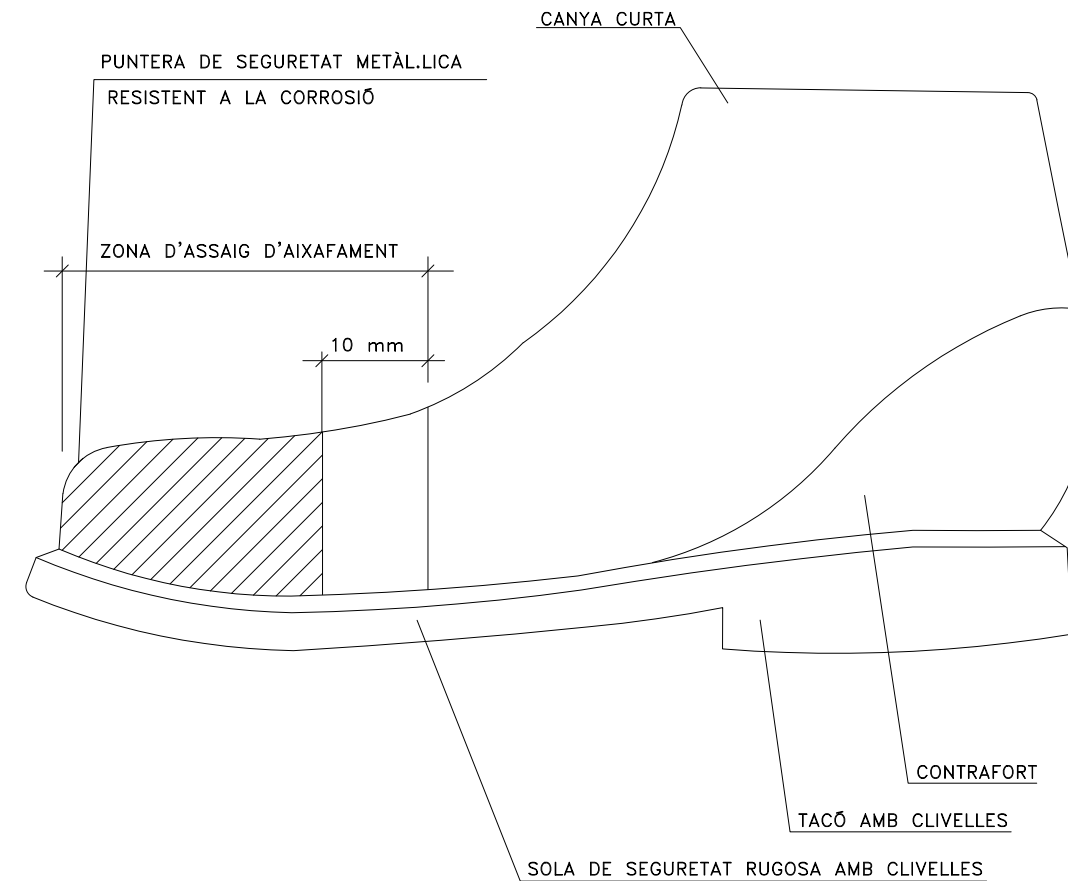 CANYA CURTA
PUNTERA DE SEGURETAT METÀL.LICA
RESISTENT A LA CORROSIÓ
ZONA D'ASSAIG D'AIXAFAMENT
10 mm
CONTRAFORT
TACÓ AMB CLIVELLES
SOLA DE SEGURETAT RUGOSA AMB CLIVELLES